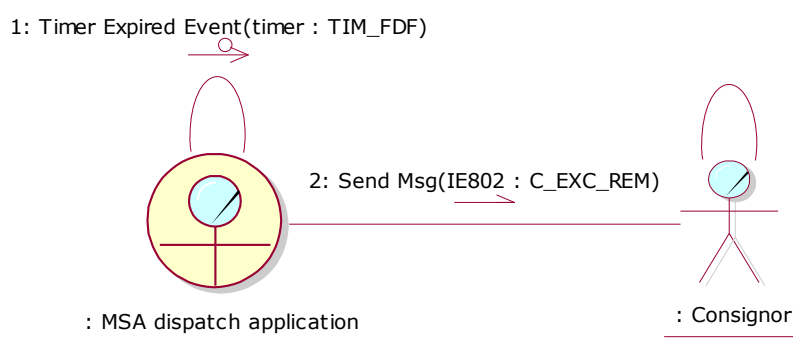 1: Timer Expired Event(timer : TIM_FDF)
2: Send Msg(IE802 : C_EXC_REM)
: MSA dispatch application
: Consignor